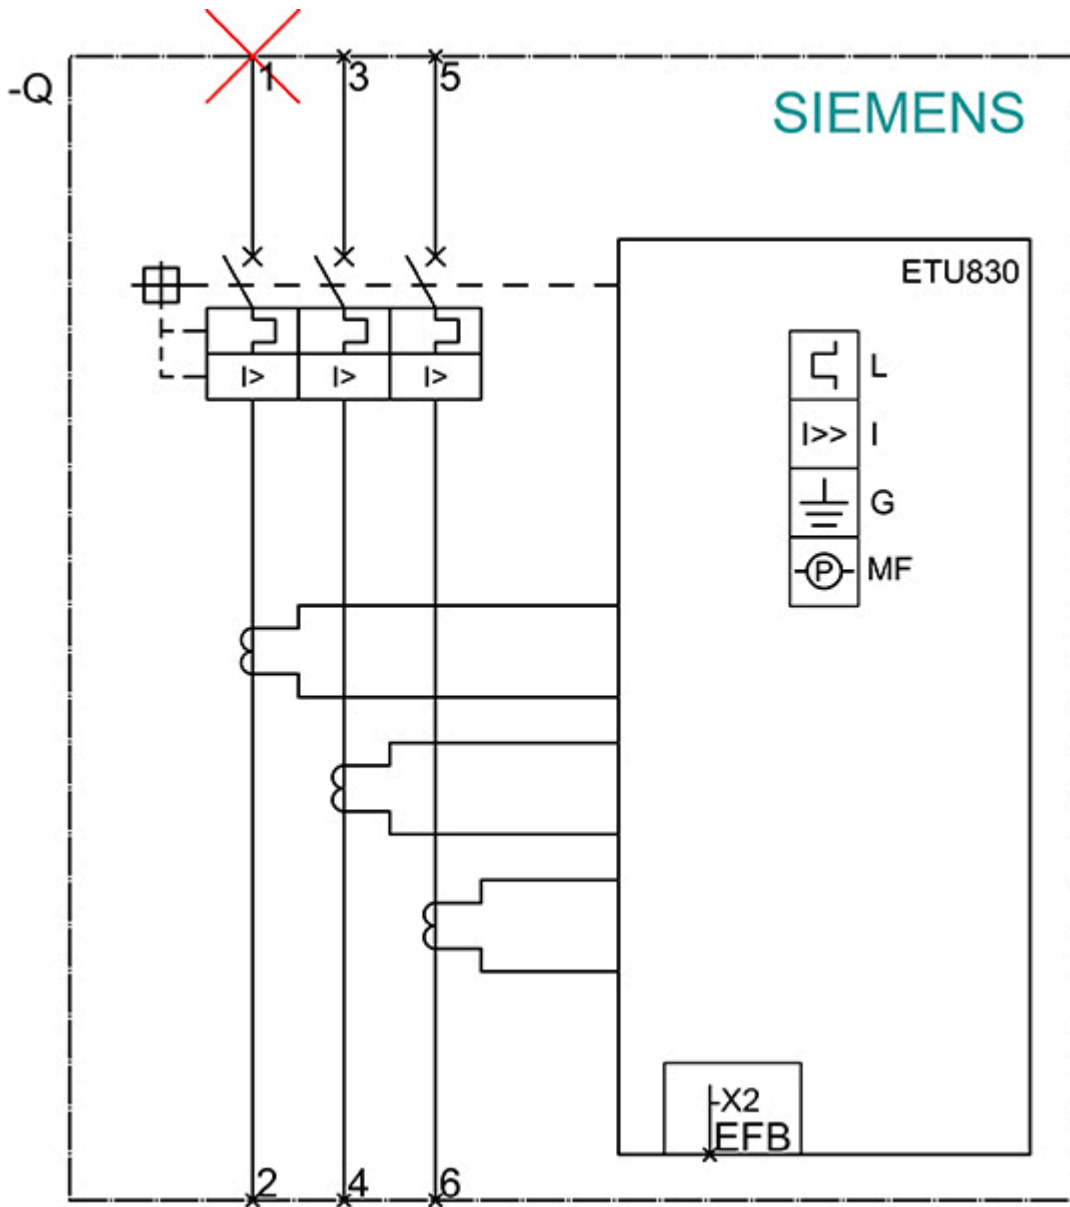 1 3 5
-Q
SIEMENS
ETU830
L
I> I> I>
I>> I
G
P MF
-X2
EFB
2 4 6